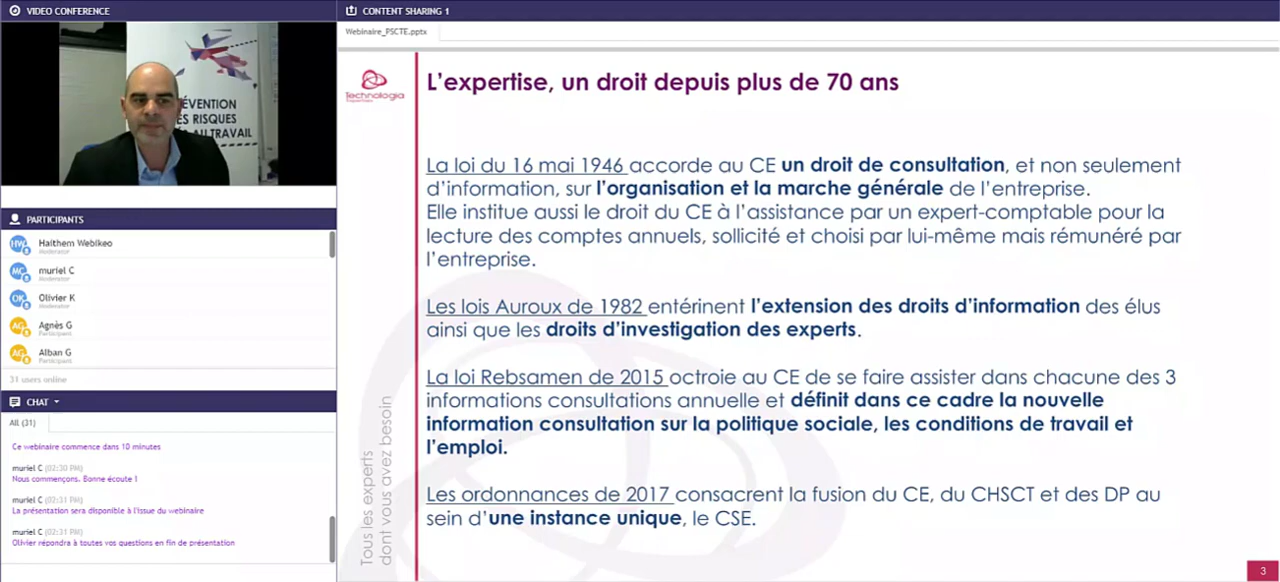 VIDEO CONFERENCE
ÉVENTION
ES RISQUES
AU TRAVAIL
PARTICIPANTS
HW Haithem Webikeo
Moderator
MC muriel C
Moderator
OK Olivier K
Moderator
AG Agnès G
Participant
AG Alban G
Participant
31 users online
CHAT
All (31)
Ce webinaire commence dans 10 minutes
muriel C (02:30 PM)
Nous commençons. Bonne écoute !
muriel C (02:31 PM)
La présentation sera disponible à l'issue du webinaire
muriel C (02:31 PM)
Olivier répondra à toutes vos questions en fin de présentation
CONTENT SHARING 1
Webinaire_PSCTE.pptx
Technologia
Tous les experts
dont vous avez besoin
L'expertise, un droit depuis plus de 70 ans
La loi du 16 mai 1946 accorde au CE un droit de consultation, et non seulement
d'information, sur l'organisation et la marche générale de l'entreprise.
Elle institue aussi le droit du CE à l'assistance par un expert-comptable pour la
lecture des comptes annuels, sollicité et choisi par lui-même mais rémunéré par
l'entreprise.
Les lois Auroux de 1982 entérinent l'extension des droits d'information des élus
ainsi que les droits d'investigation des experts.
La loi Rebsamen de 2015 octroie au CE de se faire assister dans chacune des 3
informations consultations annuelle et définit dans ce cadre la nouvelle
information consultation sur la politique sociale, les conditions de travail et
l'emploi.
Les ordonnances de 2017 consacrent la fusion du CE, du CHSCT et des DP au
sein d'une instance unique, le CSE.
3